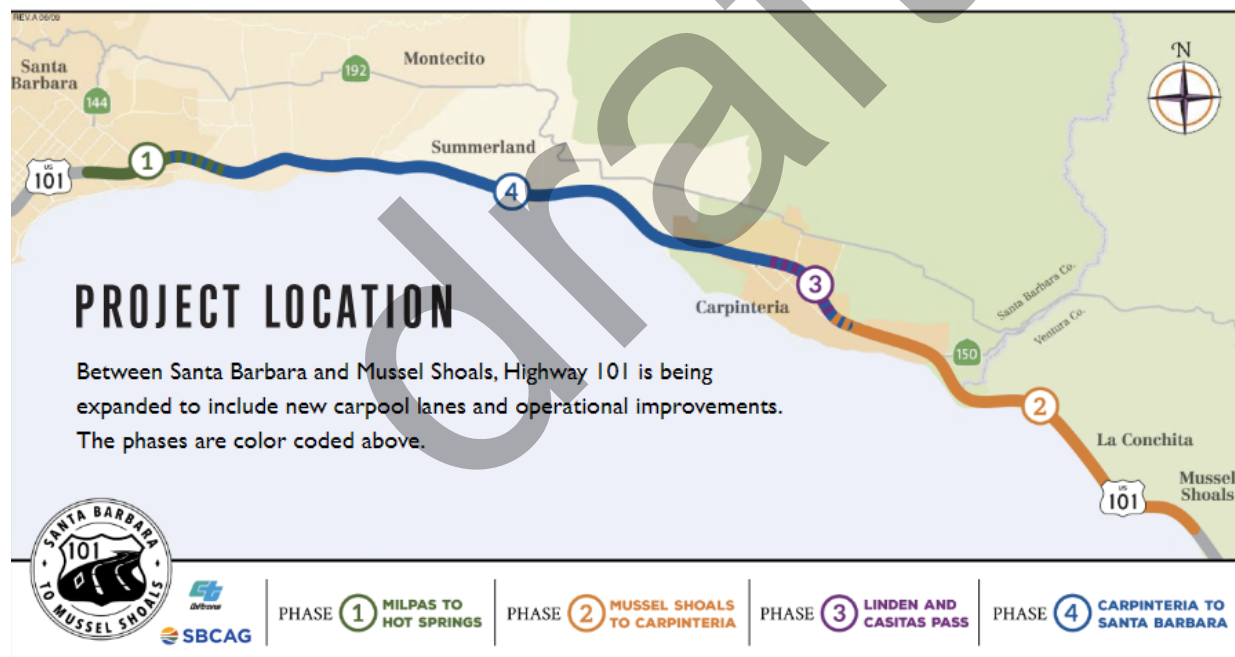 REV.A 06/09
Santa
Barbara
144
192
Montecito
N
US
101
1
Summerland
4
3
Carpinteria
Santa Barbara Co.
Ventura Co.
150
2
La Conchita
Mussel
Shoals
US
101
draft
PROJECT LOCATION
Between Santa Barbara and Mussel Shoals, Highway 101 is being
expanded to include new carpool lanes and operational improvements.
The phases are color coded above.
SANTA BARBARA
101
TO MUSSEL SHOALS
Caltrans
SBCAG
PHASE 1 MILPAS TO
HOT SPRINGS
PHASE 2 MUSSEL SHOALS
TO CARPINTERIA
PHASE 3 LINDEN AND
CASITAS PASS
PHASE 4 CARPINTERIA TO
SANTA BARBARA